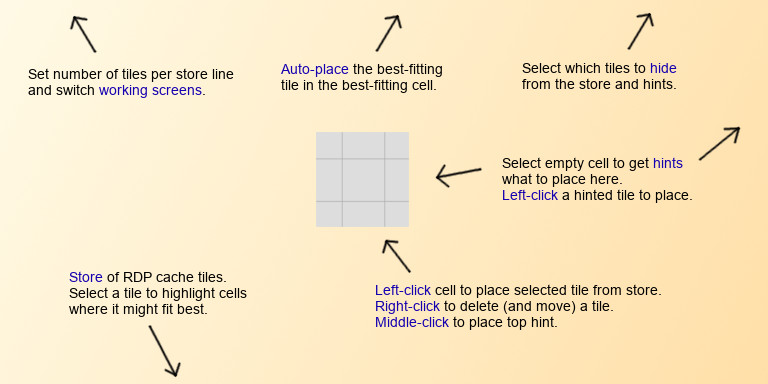 Set number of tiles per store line
and switch working screens.
Auto-place the best-fitting
tile in the best-fitting cell.
Select which tiles to hide
from the store and hints.
Select empty cell to get hints
what to place here.
Left-click a hinted tile to place.
Store of RDP cache tiles.
Select a tile to highlight cells
where it might fit best.
Left-click cell to place selected tile from store.
Right-click to delete (and move) a tile.
Middle-click to place top hint.